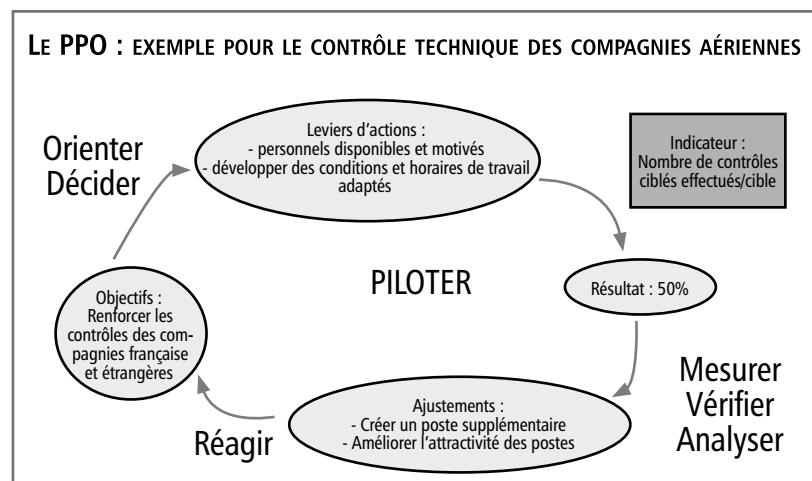 LE PPO : EXEMPLE POUR LE CONTRÔLE TECHNIQUE DES COMPAGNIES AÉRIENNES
Orienter
Décider
Leviers d'actions :
- personnels disponibles et motivés
- développer des conditions et horaires de travail
adaptés
Indicateur :
Nombre de contrôles
ciblés effectués/cible
PILOTER
Résultat : 50%
Objectifs :
Renforcer les
contrôles des com-
pagnies française
et étrangères
Mesurer
Vérifier
Analyser
Ajustements :
- Créer un poste supplémentaire
- Améliorer l'attractivité des postes
Réagir